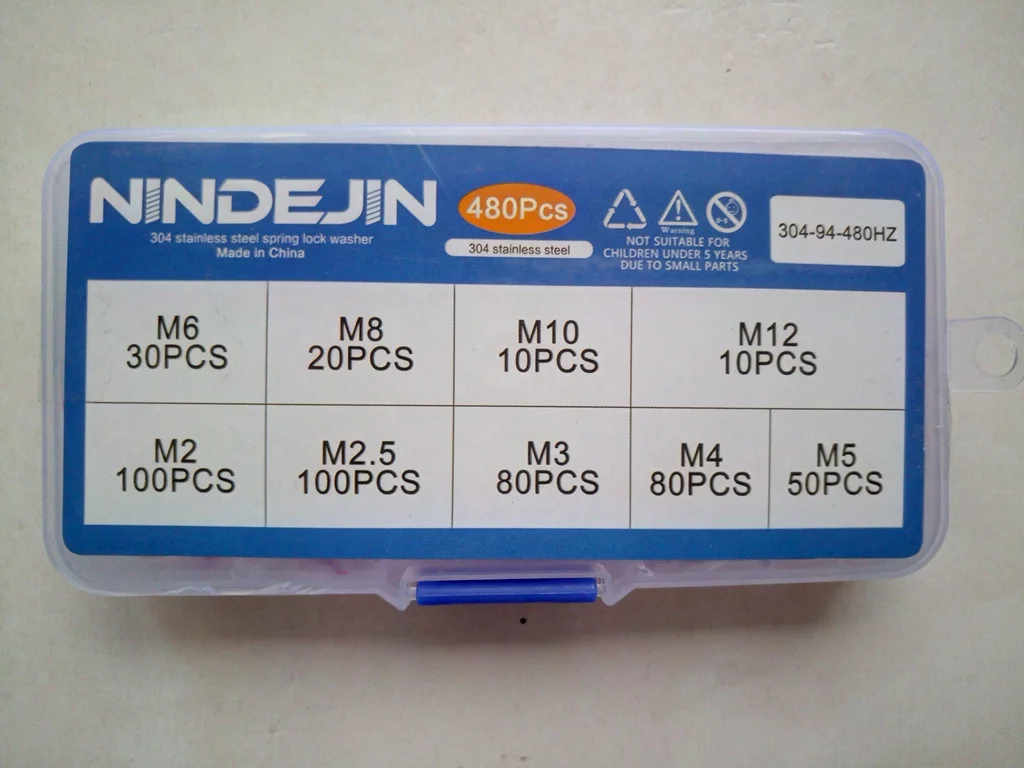 NINDEJIN
304 stainless steel spring lock washer
Made in China
480Pcs
304 stainless steel
Warning
0-5
NOT SUITABLE FOR
CHILDREN UNDER 5 YEARS
DUE TO SMALL PARTS
304-94-480HZ
M6
30PCS
M8
20PCS
M10
10PCS
M12
10PCS
M2
100PCS
M2.5
100PCS
M3
80PCS
M4
80PCS
M5
50PCS